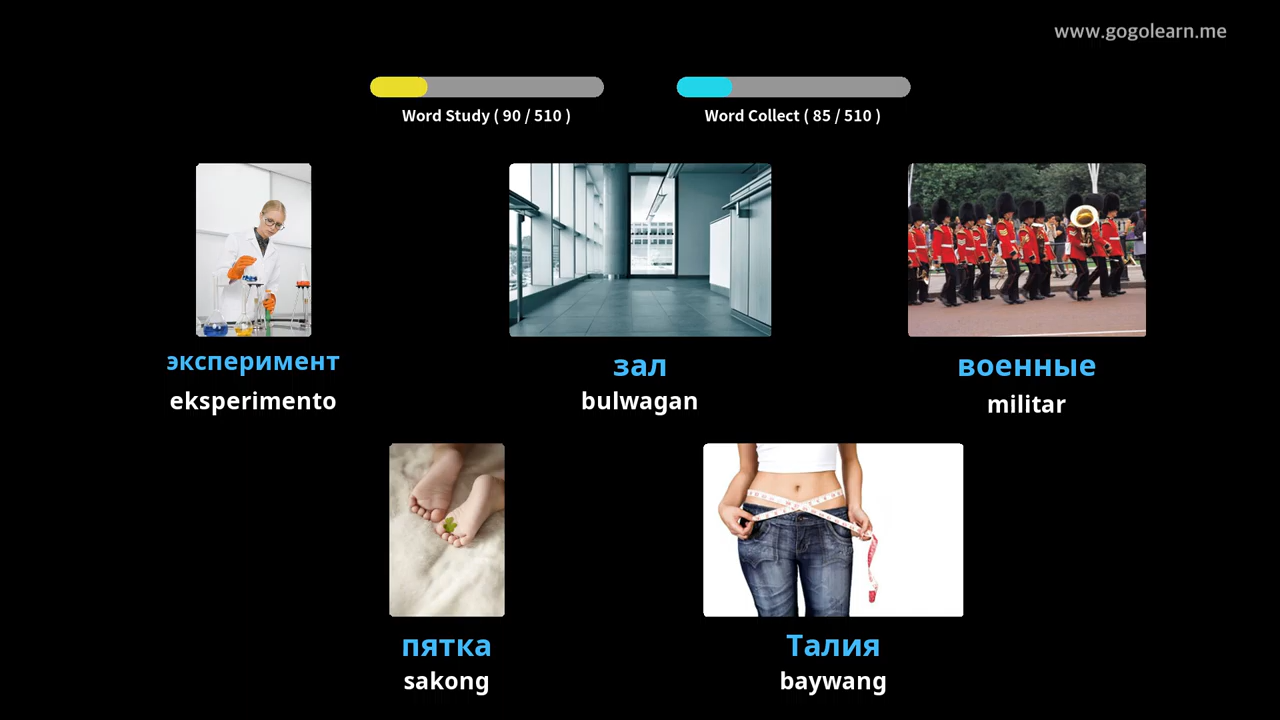 www.gogolearn.me
Word Study ( 90 / 510 )
Word Collect ( 85 / 510 )
эксперимент
eksperimento
зал
bulwagan
военные
militar
пятка
sakong
Талия
baywang